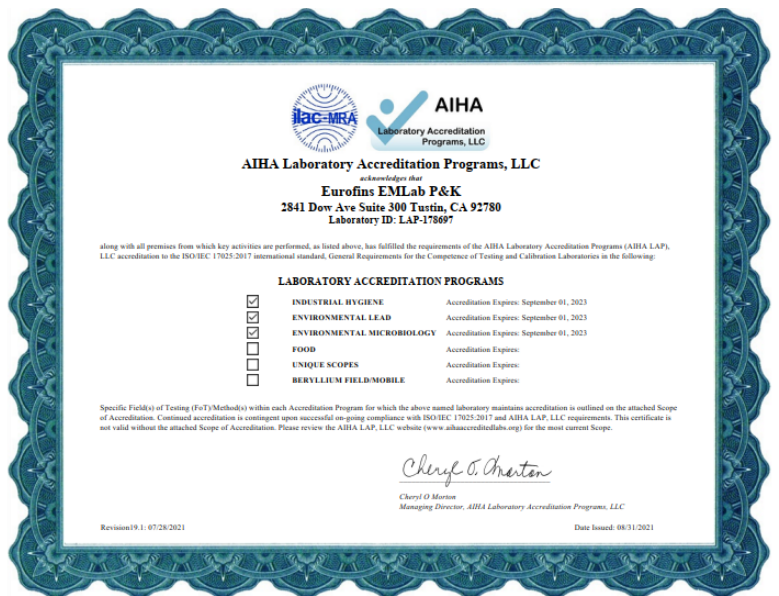 ilac-MRA
AIHA
Laboratory Accreditation
Programs, LLC
AIHA Laboratory Accreditation Programs, LLC
acknowledges that
Eurofins EMLab P&K
2841 Dow Ave Suite 300 Tustin, CA 92780
Laboratory ID: LAP-178697
along with all premises from which key activities are performed, as listed above, has fulfilled the requirements of the AIHA Laboratory Accreditation Programs (AIHA LAP),
LLC accreditation to the ISO/IEC 17025:2017 international standard, General Requirements for the Competence of Testing and Calibration Laboratories in the following:
LABORATORY ACCREDITATION PROGRAMS
INDUSTRIAL HYGIENE Accreditation Expires: September 01, 2023
ENVIRONMENTAL LEAD Accreditation Expires: September 01, 2023
ENVIRONMENTAL MICROBIOLOGY Accreditation Expires: September 01, 2023
FOOD Accreditation Expires:
UNIQUE SCOPES Accreditation Expires:
BERYLLIUM FIELD/MOBILE Accreditation Expires:
Specific Field(s) of Testing (FoT)/Method(s) within each Accreditation Program for which the above named laboratory maintains accreditation is outlined on the attached Scope
of Accreditation. Continued accreditation is contingent upon successful on-going compliance with ISO/IEC 17025:2017 and AIHA LAP, LLC requirements. This certificate is
not valid without the attached Scope of Accreditation. Please review the AIHA LAP, LLC website (www.aihaaccreditedlabs.org) for the most current Scope.
Cheryl O. Morton
Cheryl O Morton
Managing Director, AIHA Laboratory Accreditation Programs, LLC
Revision19.1: 07/28/2021 Date Issued: 08/31/2021